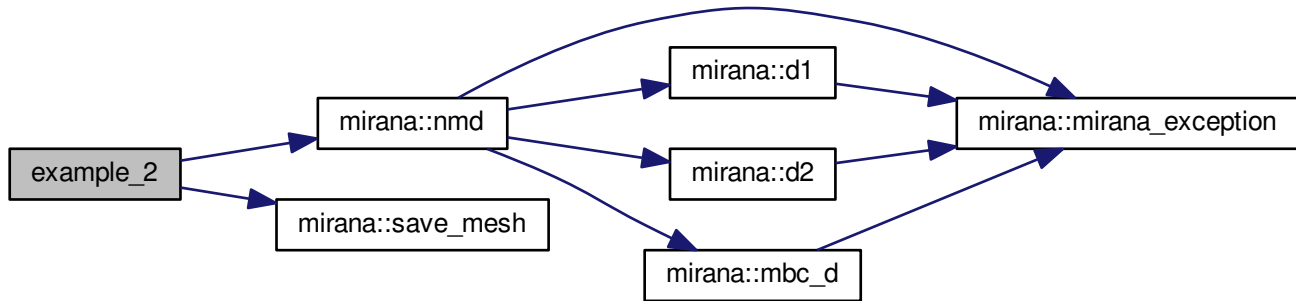 example_2
mirana::nmd
mirana::save_mesh
mirana::d1
mirana::d2
mirana::mbc_d
mirana::mirana_exception